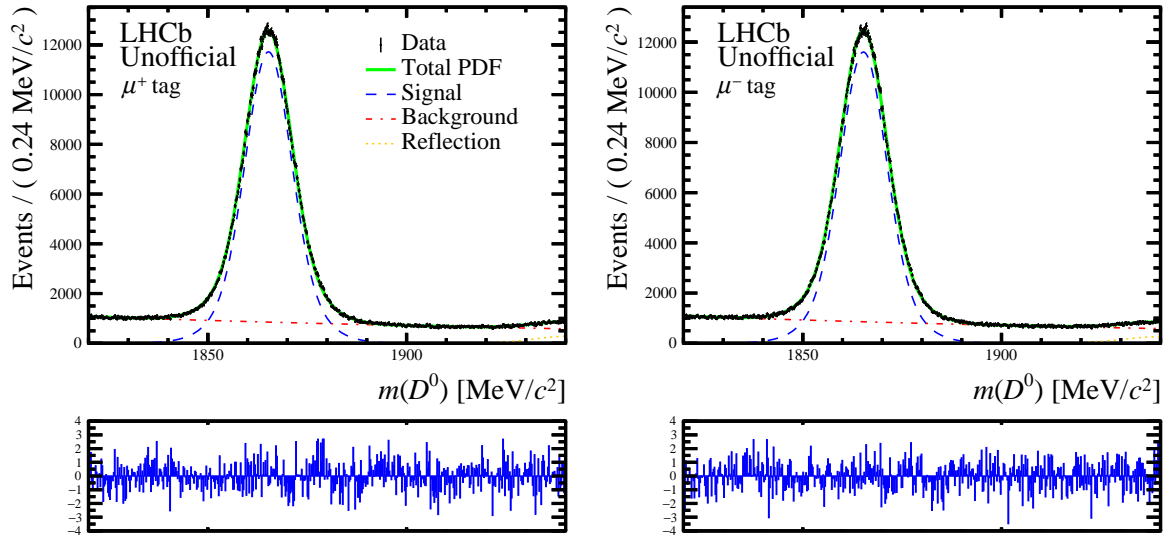 LHCb
Unofficial
μ⁺ tag
Data
Total PDF
Signal
Background
Reflection
Events / ( 0.24 MeV/c² )
12000
10000
8000
6000
4000
2000
0
1850
1900
m(D⁰) [MeV/c²]
4
3
2
1
0
−1
−2
−3
−4
LHCb
Unofficial
μ⁻ tag
Events / ( 0.24 MeV/c² )
12000
10000
8000
6000
4000
2000
0
1850
1900
m(D⁰) [MeV/c²]
4
3
2
1
0
−1
−2
−3
−4